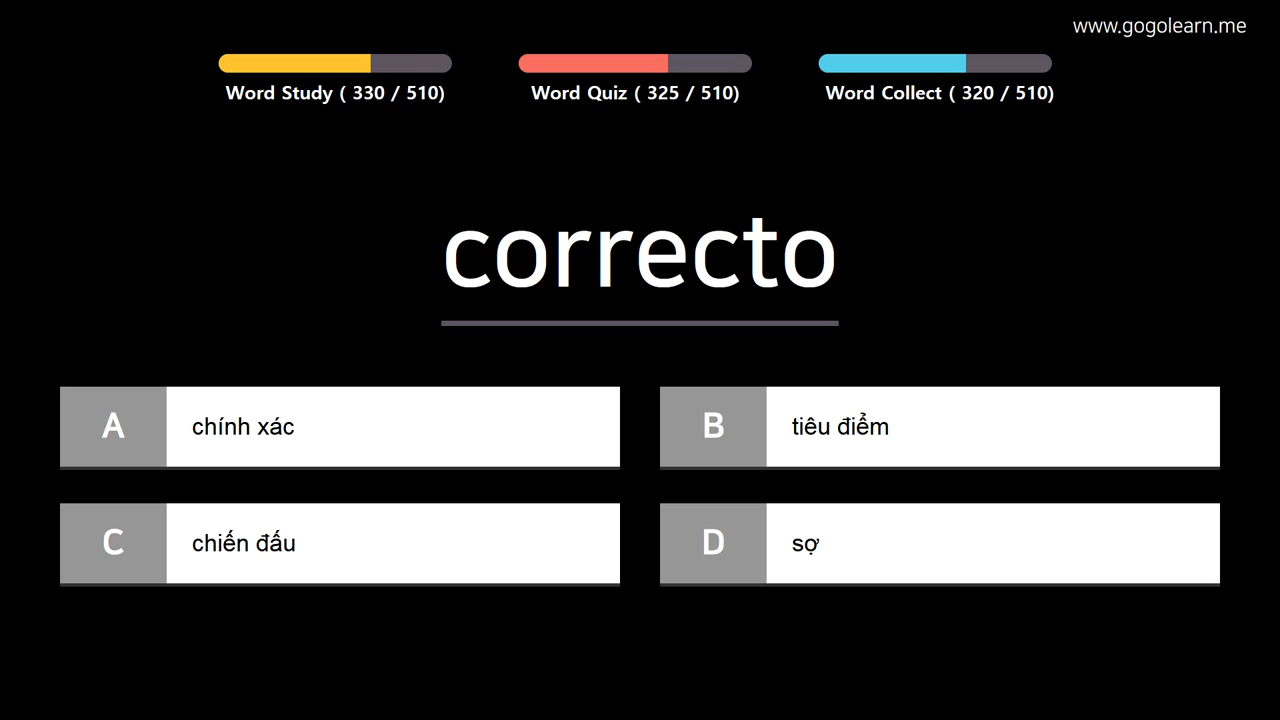 www.gogolearn.me
Word Study ( 330 / 510)
Word Quiz ( 325 / 510)
Word Collect ( 320 / 510)
correcto
A chính xác
B tiêu điểm
C chiến đấu
D sợ